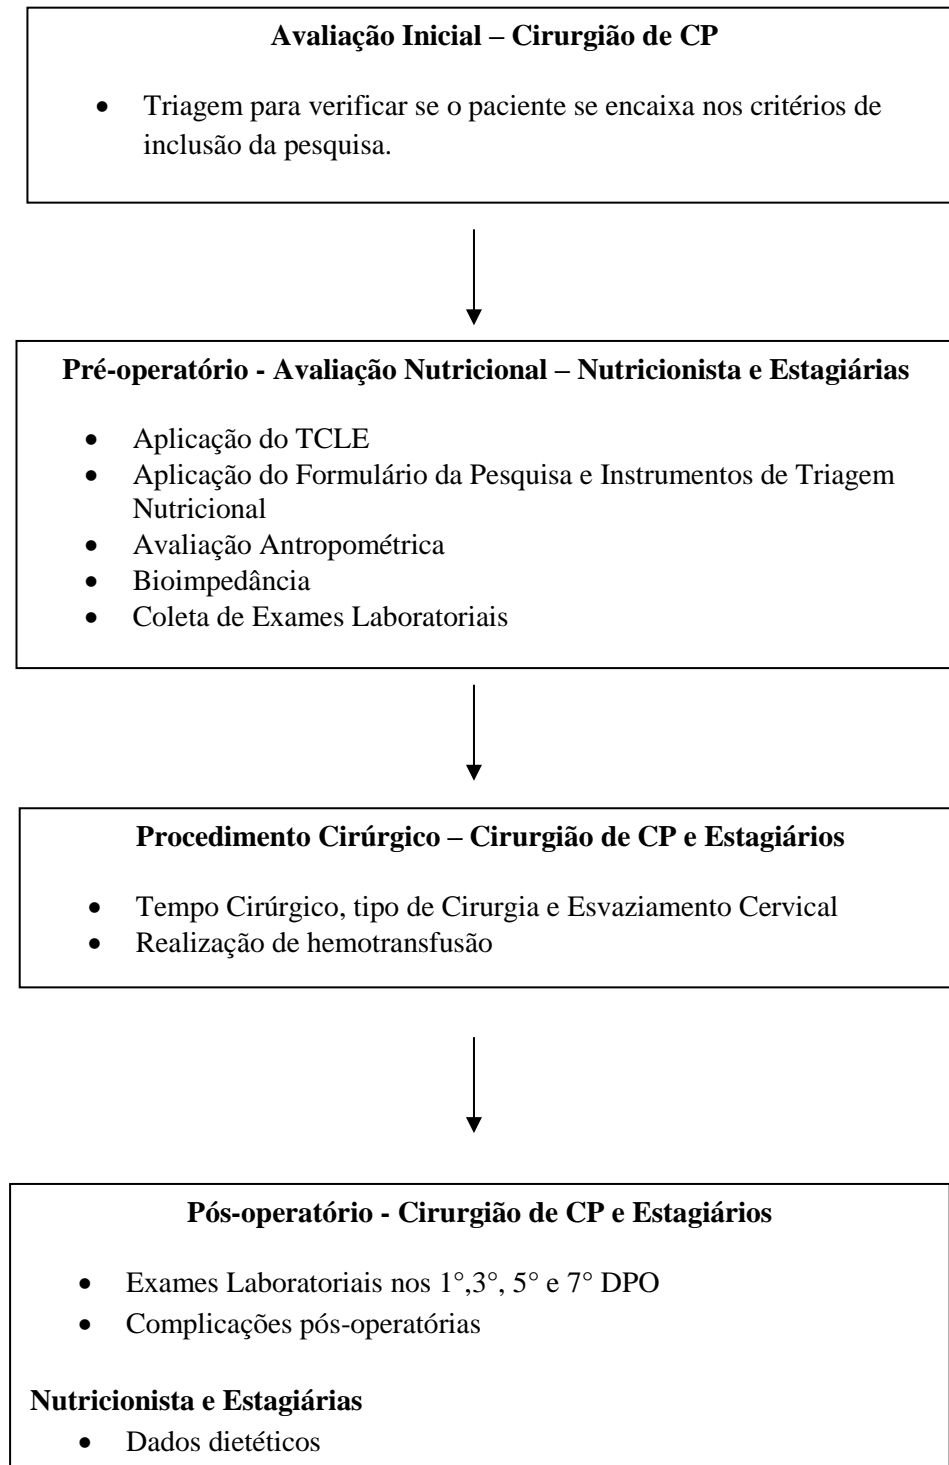 Avaliação Inicial – Cirurgião de CP
• Triagem para verificar se o paciente se encaixa nos critérios de
inclusão da pesquisa.
Pré-operatório - Avaliação Nutricional – Nutricionista e Estagiárias
• Aplicação do TCLE
• Aplicação do Formulário da Pesquisa e Instrumentos de Triagem
Nutricional
• Avaliação Antropométrica
• Bioimpedância
• Coleta de Exames Laboratoriais
Procedimento Cirúrgico – Cirurgião de CP e Estagiários
• Tempo Cirúrgico, tipo de Cirurgia e Esvaziamento Cervical
• Realização de hemotransfusão
Pós-operatório - Cirurgião de CP e Estagiários
• Exames Laboratoriais nos 1°,3°, 5° e 7° DPO
• Complicações pós-operatórias
Nutricionista e Estagiárias
• Dados dietéticos